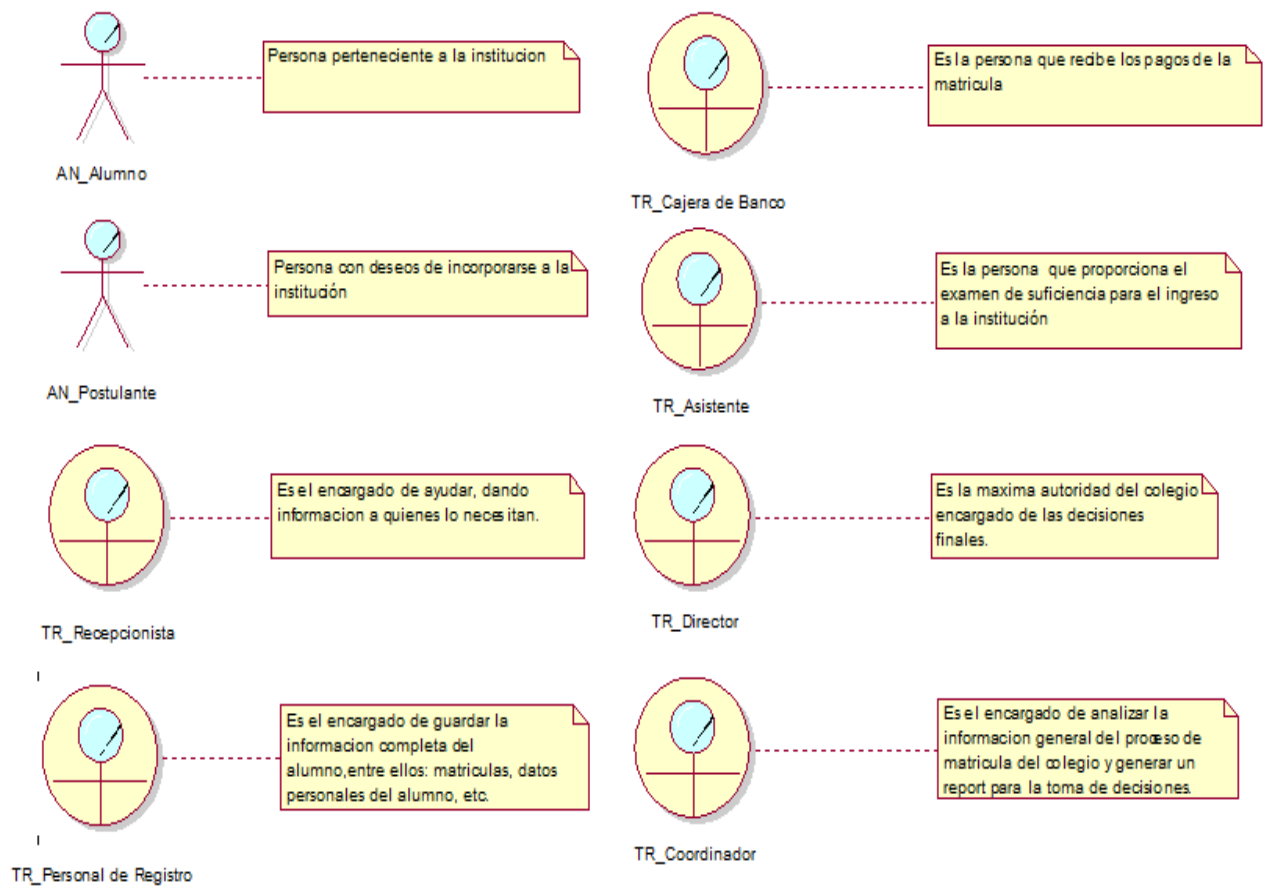 Persona perteneciente a la institucion
AN_Alumno
Es la persona que recibe los pagos de la
matricula
TR_Cajera de Banco
Persona con deseos de incorporarse a la
institución
AN_Postulante
Es la persona que proporciona el
examen de suficiencia para el ingreso
a la institución
TR_Asistente
Es el encargado de ayudar, dando
informacion a quienes lo necesitan.
TR_Recepcionista
Es la maxima autoridad del colegio
encargado de las decisiones
finales.
TR_Director
Es el encargado de guardar la
informacion completa del
alumno,entre ellos: matriculas, datos
personales del alumno, etc.
TR_Personal de Registro
Es el encargado de analizar la
informacion general del proceso de
matricula del colegio y generar un
report para la toma de decisiones.
TR_Coordinador